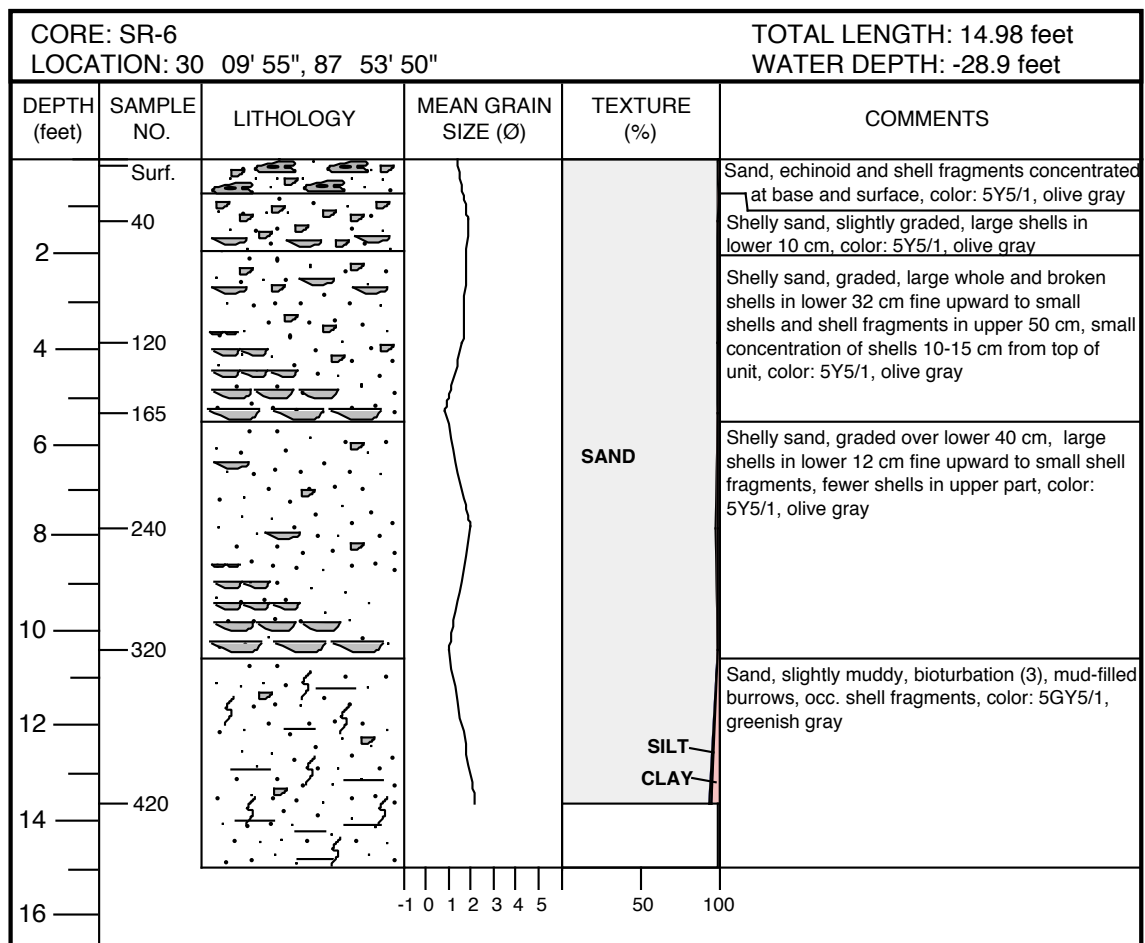 CORE: SR-6
TOTAL LENGTH: 14.98 feet
LOCATION: 30 09' 55", 87 53' 50"
WATER DEPTH: -28.9 feet
DEPTH
(feet)
SAMPLE
NO.
LITHOLOGY
MEAN GRAIN
SIZE (Ø)
TEXTURE
(%)
COMMENTS
Surf.
Sand, echinoid and shell fragments concentrated
at base and surface, color: 5Y5/1, olive gray
40
Shelly sand, slightly graded, large shells in
lower 10 cm, color: 5Y5/1, olive gray
2
Shelly sand, graded, large whole and broken
shells in lower 32 cm fine upward to small
shells and shell fragments in upper 50 cm, small
concentration of shells 10-15 cm from top of
unit, color: 5Y5/1, olive gray
4
120
165
6
SAND
Shelly sand, graded over lower 40 cm, large
shells in lower 12 cm fine upward to small shell
fragments, fewer shells in upper part, color:
5Y5/1, olive gray
8
240
10
320
Sand, slightly muddy, bioturbation (3), mud-filled
burrows, occ. shell fragments, color: 5GY5/1,
greenish gray
12
SILT
CLAY
420
14
16
-1 0 1 2 3 4 5
50 100